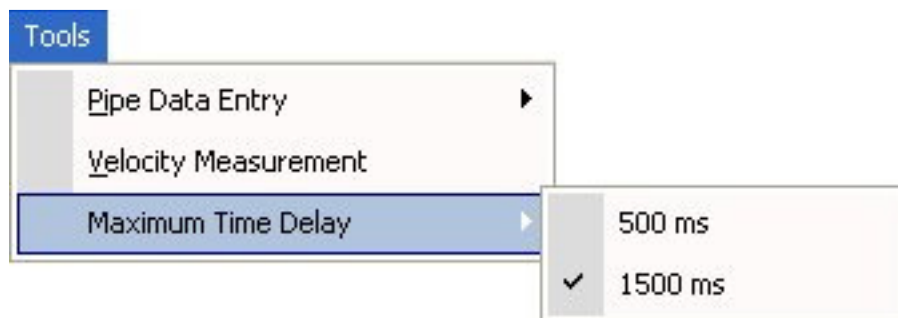 Tools
Pipe Data Entry
Velocity Measurement
Maximum Time Delay
500 ms
1500 ms